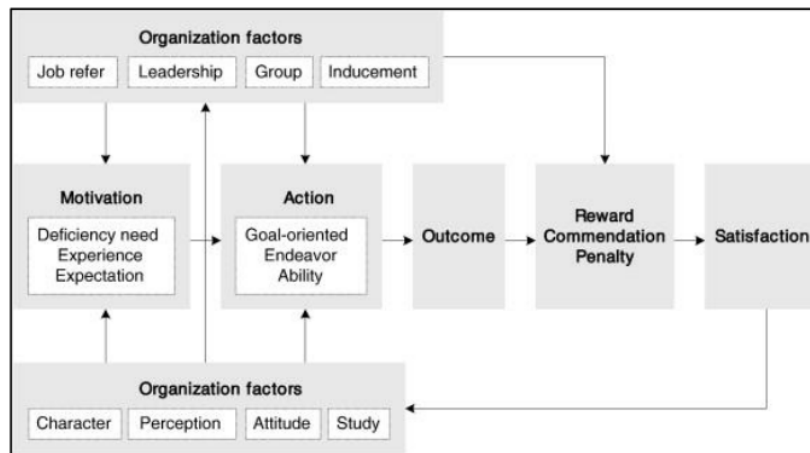 Organization factors
Job refer
Leadership
Group
Inducement
Motivation
Deficiency need
Experience
Expectation
Action
Goal-oriented
Endeavor
Ability
Outcome
Reward
Commendation
Penalty
Satisfaction
Organization factors
Character
Perception
Attitude
Study